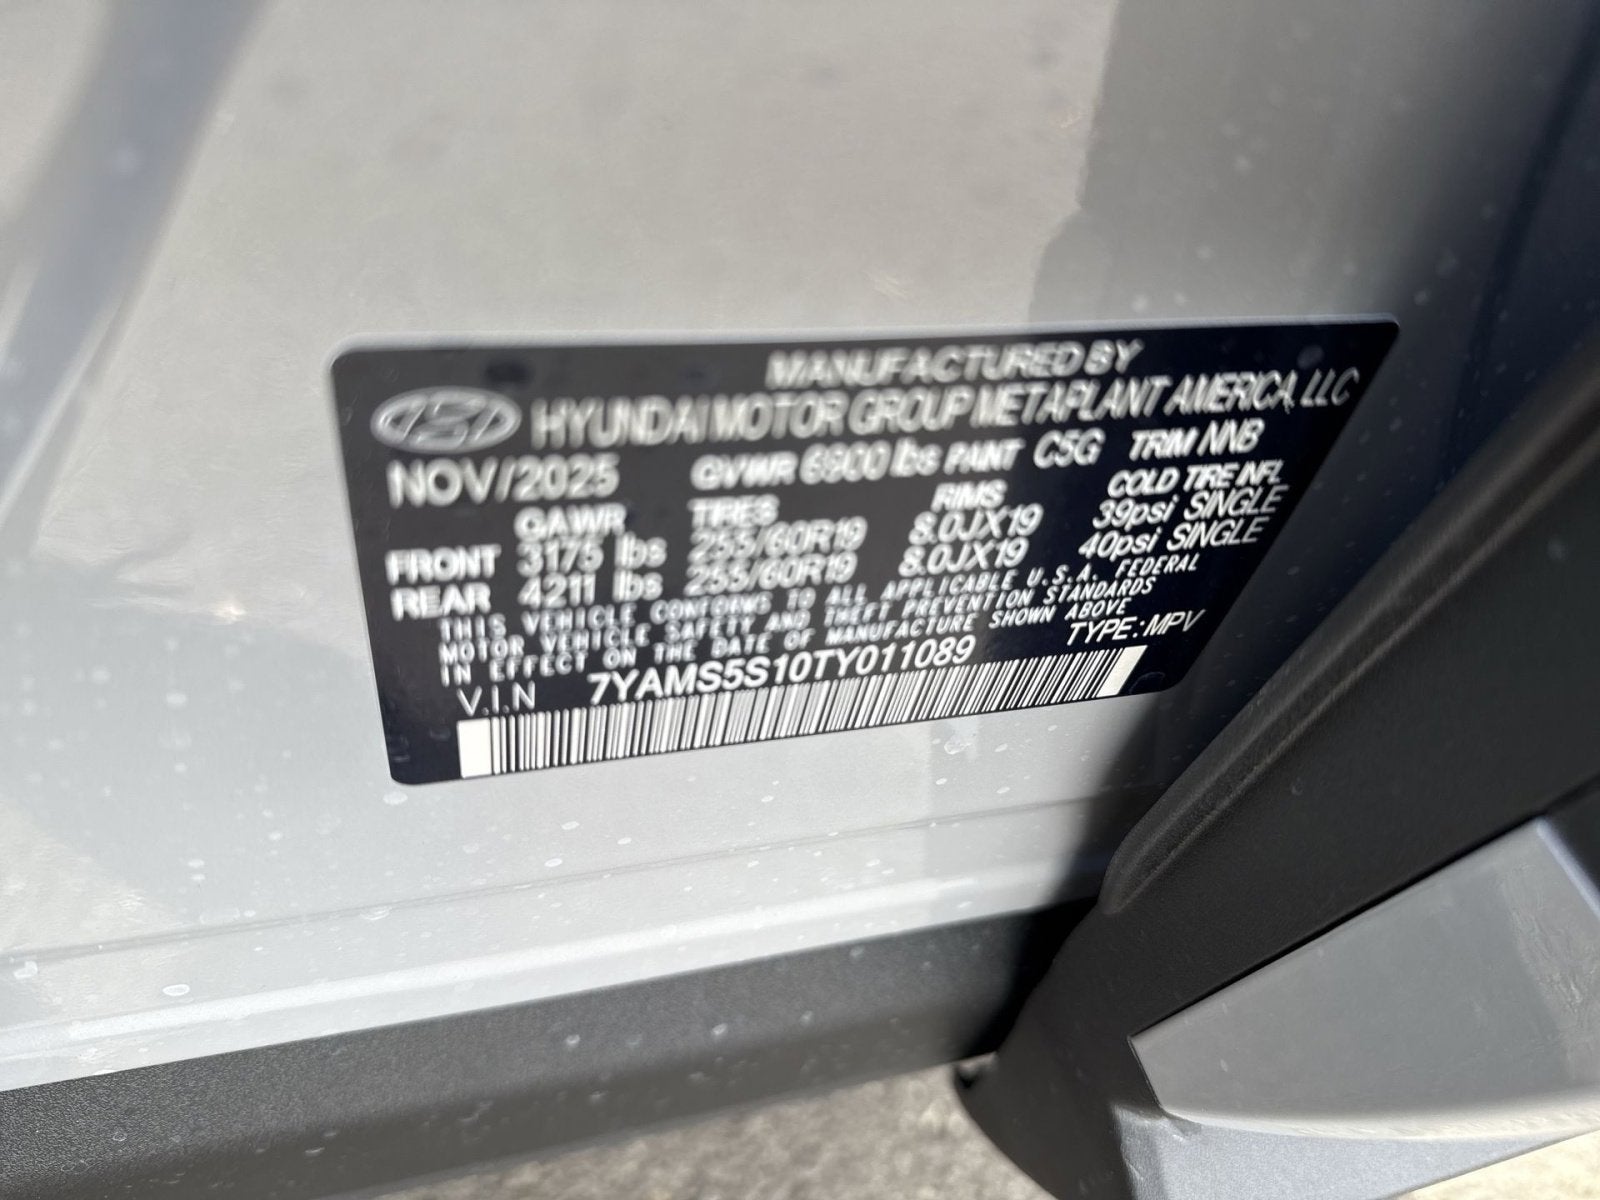 MANUFACTURED BY
HYUNDAI MOTOR GROUP METAPLANT AMERICA, LLC
NOV/2025 GVWR 6900 lbs PAINT C5G TRIM NNB
GAWR TIRES RIMS COLD TIRE INFL
FRONT 3175 lbs 255/60R19 8.0JX19 39psi SINGLE
REAR 4211 lbs 255/60R19 8.0JX19 40psi SINGLE
THIS VEHICLE CONFORMS TO ALL APPLICABLE U.S.A. FEDERAL
MOTOR VEHICLE SAFETY AND THEFT PREVENTION STANDARDS
IN EFFECT ON THE DATE OF MANUFACTURE SHOWN ABOVE
V.I.N 7YAMS5S10TY011089 TYPE: MPV